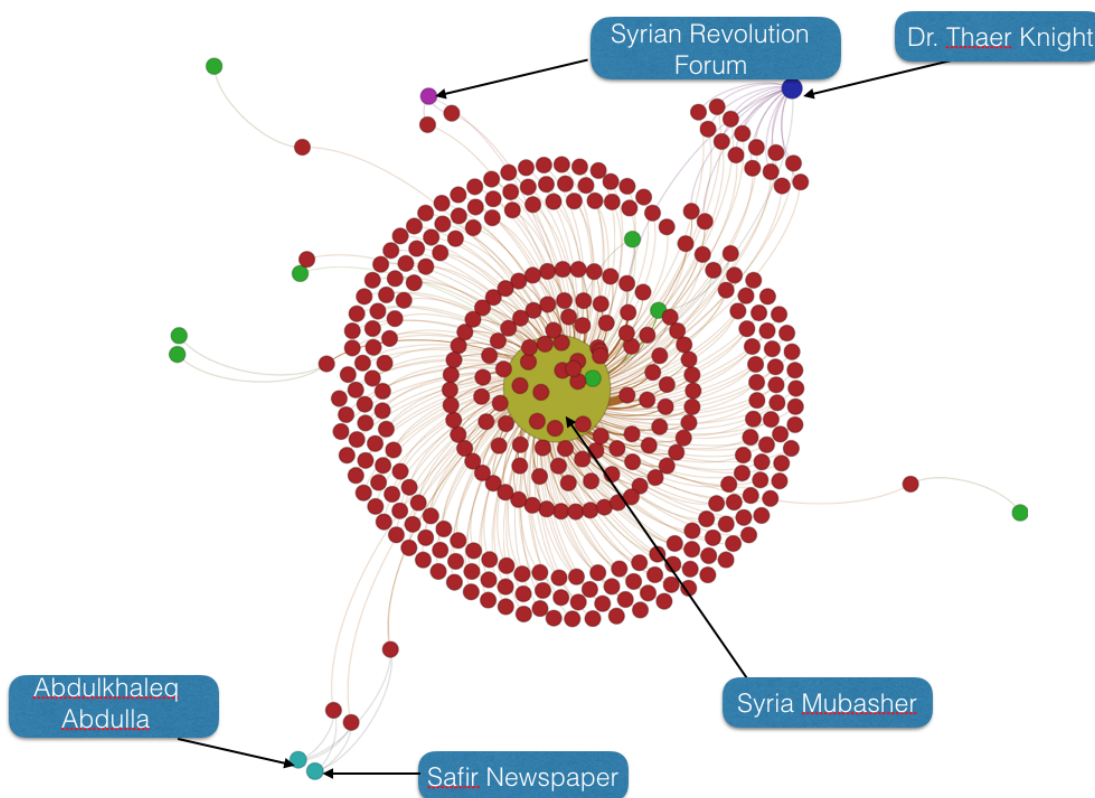 Syrian Revolution
Forum
Dr. Thaer Knight
Abdulkhaleq
Abdulla
Safir Newspaper
Syria Mubasher